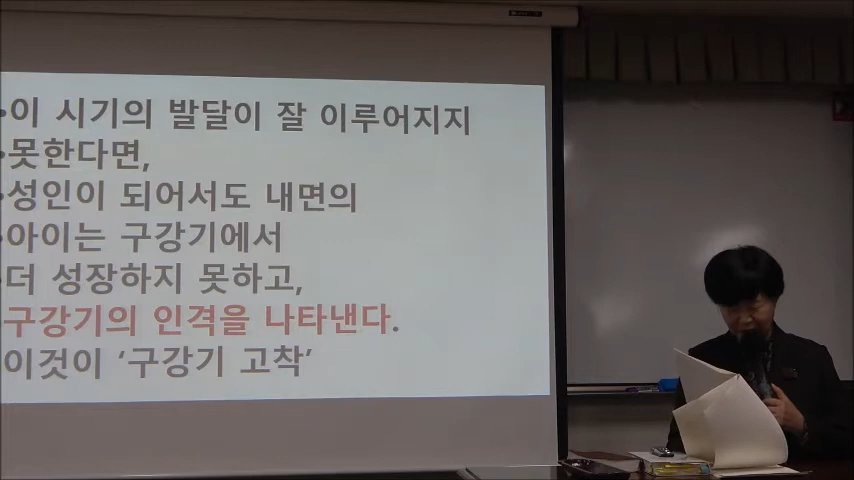 •이 시기의 발달이 잘 이루어지지
•못한다면,
•성인이 되어서도 내면의
•아이는 구강기에서
•더 성장하지 못하고,
•구강기의 인격을 나타낸다.
이것이 ‘구강기 고착’